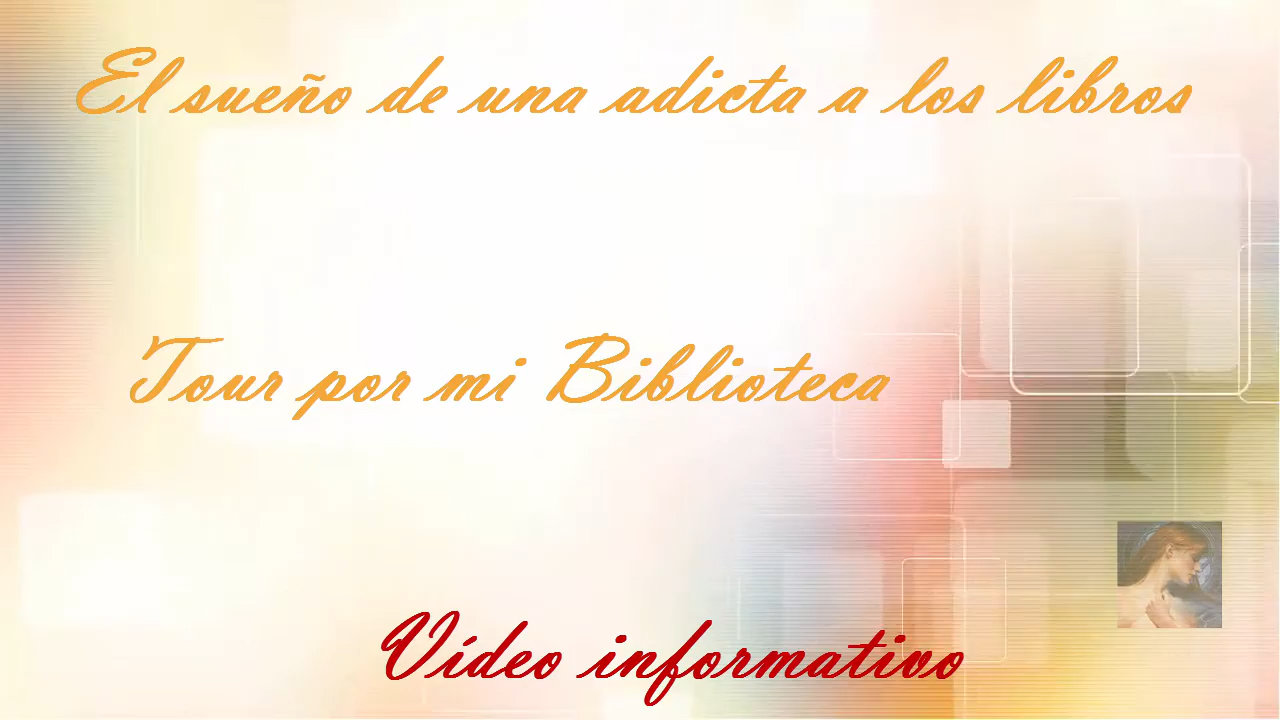 El sueño de una adicta a los libros
Tour por mi Biblioteca
Vídeo informativo